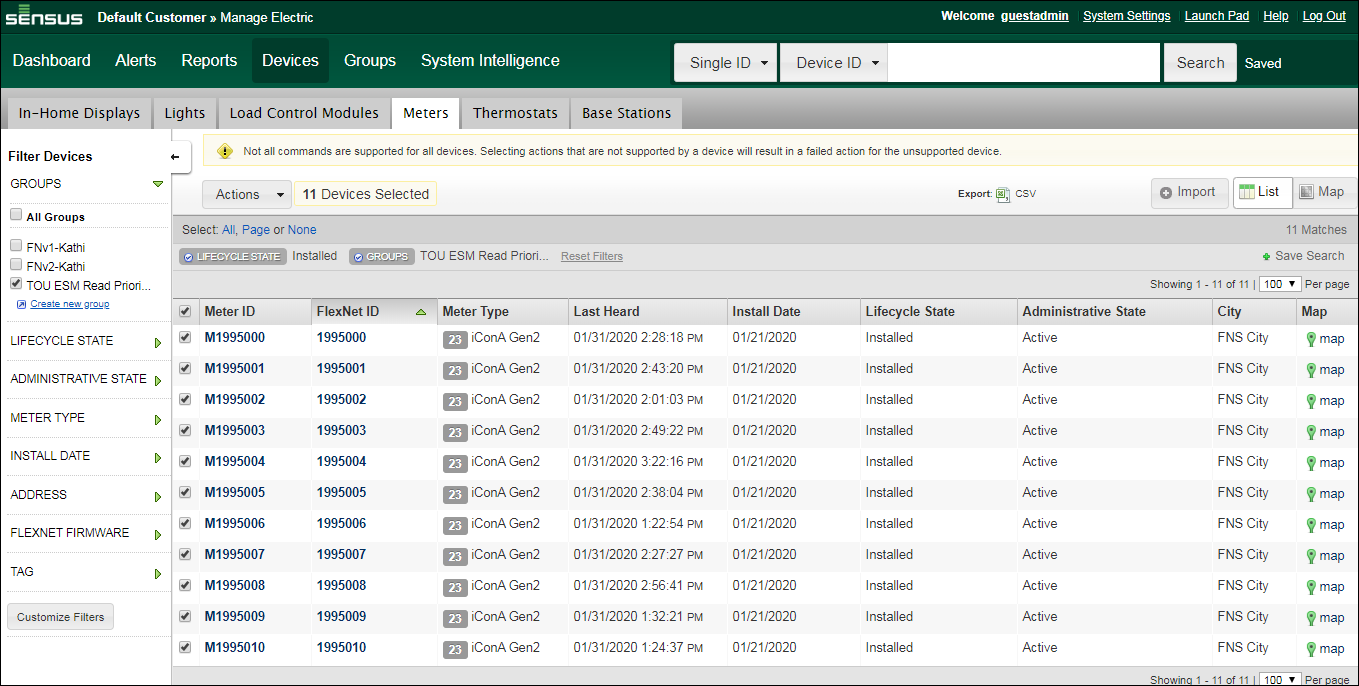 sensus Default Customer » Manage Electric Welcome guestadmin System Settings Launch Pad Help Log Out
Dashboard Alerts Reports Devices Groups System Intelligence Single ID Device ID Search Saved
In-Home Displays Lights Load Control Modules Meters Thermostats Base Stations
Filter Devices
GROUPS
All Groups
FNv1-Kathi
FNv2-Kathi
TOU ESM Read Priori...
Create new group
LIFECYCLE STATE
ADMINISTRATIVE STATE
METER TYPE
INSTALL DATE
ADDRESS
FLEXNET FIRMWARE
TAG
Customize Filters
Not all commands are supported for all devices. Selecting actions that are not supported by a device will result in a failed action for the unsupported device.
Actions 11 Devices Selected Export: CSV Import List Map
Select: All, Page or None 11 Matches
LIFECYCLE STATE Installed GROUPS TOU ESM Read Priori... Reset Filters Save Search
Showing 1 - 11 of 11 | 100 Per page
Meter ID FlexNet ID Meter Type Last Heard Install Date Lifecycle State Administrative State City Map
M1995000 1995000 23 iConA Gen2 01/31/2020 2:28:18 PM 01/21/2020 Installed Active FNS City map
M1995001 1995001 23 iConA Gen2 01/31/2020 2:43:20 PM 01/21/2020 Installed Active FNS City map
M1995002 1995002 23 iConA Gen2 01/31/2020 2:01:03 PM 01/21/2020 Installed Active FNS City map
M1995003 1995003 23 iConA Gen2 01/31/2020 2:49:22 PM 01/21/2020 Installed Active FNS City map
M1995004 1995004 23 iConA Gen2 01/31/2020 3:22:16 PM 01/21/2020 Installed Active FNS City map
M1995005 1995005 23 iConA Gen2 01/31/2020 2:38:04 PM 01/21/2020 Installed Active FNS City map
M1995006 1995006 23 iConA Gen2 01/31/2020 1:22:54 PM 01/21/2020 Installed Active FNS City map
M1995007 1995007 23 iConA Gen2 01/31/2020 2:27:27 PM 01/21/2020 Installed Active FNS City map
M1995008 1995008 23 iConA Gen2 01/31/2020 2:56:41 PM 01/21/2020 Installed Active FNS City map
M1995009 1995009 23 iConA Gen2 01/31/2020 1:32:21 PM 01/21/2020 Installed Active FNS City map
M1995010 1995010 23 iConA Gen2 01/31/2020 1:24:37 PM 01/21/2020 Installed Active FNS City map
Showing 1 - 11 of 11 | 100 Per page